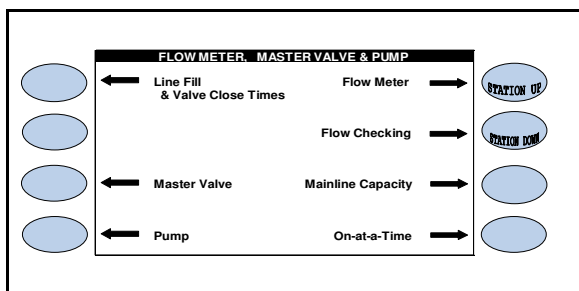 FLOW METER, MASTER VALVE & PUMP
Line Fill
& Valve Close Times
Flow Meter
STATION UP
Flow Checking
STATION DOWN
Master Valve
Mainline Capacity
Pump
On-at-a-Time